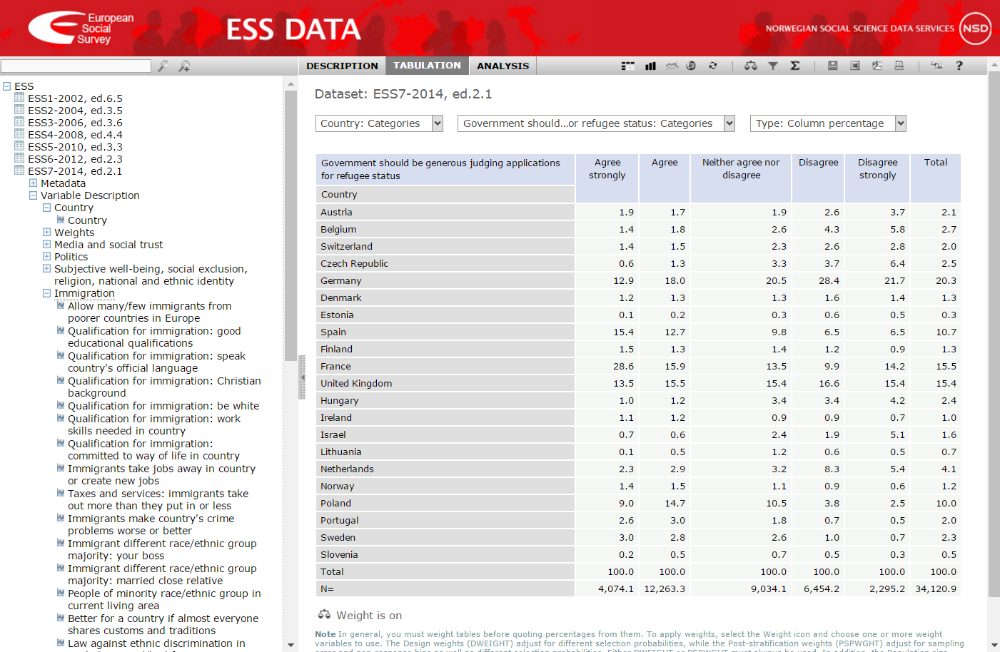 European
Social
Survey
ESS DATA
NORWEGIAN SOCIAL SCIENCE DATA SERVICES NSD
DESCRIPTION TABULATION ANALYSIS
ESS
ESS1-2002, ed.6.5
ESS2-2004, ed.3.5
ESS3-2006, ed.3.6
ESS4-2008, ed.4.4
ESS5-2010, ed.3.3
ESS6-2012, ed.2.3
ESS7-2014, ed.2.1
Metadata
Variable Description
Country
Country
Weights
Media and social trust
Politics
Subjective well-being, social exclusion,
religion, national and ethnic identity
Immigration
Allow many/few immigrants from
poorer countries in Europe
Qualification for immigration: good
educational qualifications
Qualification for immigration: speak
country's official language
Qualification for immigration: Christian
background
Qualification for immigration: be white
Qualification for immigration: work
skills needed in country
Qualification for immigration:
committed to way of life in country
Immigrants take jobs away in country
or create new jobs
Taxes and services: immigrants take
out more than they put in or less
Immigrants make country's crime
problems worse or better
Immigrant different race/ethnic group
majority: your boss
Immigrant different race/ethnic group
majority: married close relative
People of minority race/ethnic group in
current living area
Better for a country if almost everyone
shares customs and traditions
Law against ethnic discrimination in
Dataset: ESS7-2014, ed.2.1
Country: Categories Government should...or refugee status: Categories Type: Column percentage
Government should be generous judging applications
for refugee status
Agree
strongly
Agree
Neither agree nor
disagree
Disagree
Disagree
strongly
Total
Country
Austria 1.9 1.7 1.9 2.6 3.7 2.1
Belgium 1.4 1.8 2.6 4.3 5.8 2.7
Switzerland 1.4 1.5 2.3 2.6 2.8 2.0
Czech Republic 0.6 1.3 3.3 3.7 6.4 2.5
Germany 12.9 18.0 20.5 28.4 21.7 20.3
Denmark 1.2 1.3 1.3 1.6 1.4 1.3
Estonia 0.1 0.2 0.3 0.6 0.5 0.3
Spain 15.4 12.7 9.8 6.5 6.5 10.7
Finland 1.5 1.3 1.4 1.2 0.9 1.3
France 28.6 15.9 13.5 9.9 14.2 15.5
United Kingdom 13.5 15.5 15.4 16.6 15.4 15.4
Hungary 1.0 1.2 3.4 3.4 4.2 2.4
Ireland 1.1 1.2 0.9 0.9 0.7 1.0
Israel 0.7 0.6 2.4 1.9 5.1 1.6
Lithuania 0.1 0.5 1.2 0.6 0.5 0.7
Netherlands 2.3 2.9 3.2 8.3 5.4 4.1
Norway 1.4 1.5 1.1 0.9 0.6 1.2
Poland 9.0 14.7 10.5 3.8 2.5 10.0
Portugal 2.6 3.0 1.8 0.7 0.5 2.0
Sweden 3.0 2.8 2.6 1.0 0.7 2.3
Slovenia 0.2 0.5 0.7 0.5 0.3 0.5
Total 100.0 100.0 100.0 100.0 100.0 100.0
N= 4,074.1 12,263.3 9,034.1 6,454.2 2,295.2 34,120.9
Weight is on
Note In general, you must weight tables before quoting percentages from them. To apply weights, select the Weight icon and choose one or more weight
variables to use. The Design weights (DWEIGHT) adjust for different selection probabilities, while the Post-stratification weights (PSPWGHT) adjust for sampling